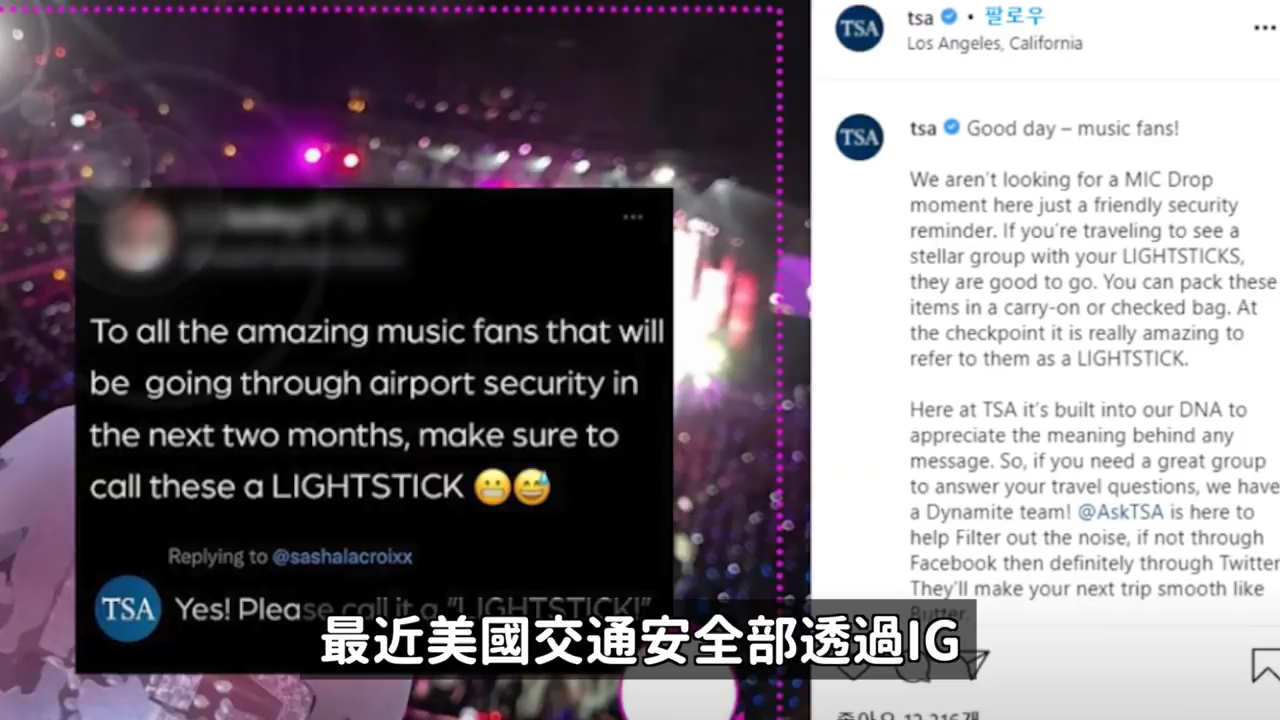 To all the amazing music fans that will
be going through airport security in
the next two months, make sure to
call these a LIGHTSTICK 😬😅
Replying to @sashalacroixx
TSA
Yes! Please call it a "LIGHTSTICK!"
TSA
tsa • 팔로우
Los Angeles, California
TSA
tsa Good day – music fans!
We aren't looking for a MIC Drop
moment here just a friendly security
reminder. If you're traveling to see a
stellar group with your LIGHTSTICKS,
they are good to go. You can pack these
items in a carry-on or checked bag. At
the checkpoint it is really amazing to
refer to them as a LIGHTSTICK.
Here at TSA it's built into our DNA to
appreciate the meaning behind any
message. So, if you need a great group
to answer your travel questions, we have
a Dynamite team! @AskTSA is here to
help Filter out the noise, if not through
Facebook then definitely through Twitter
They'll make your next trip smooth like
Butter.
最近美國交通安全部透過IG